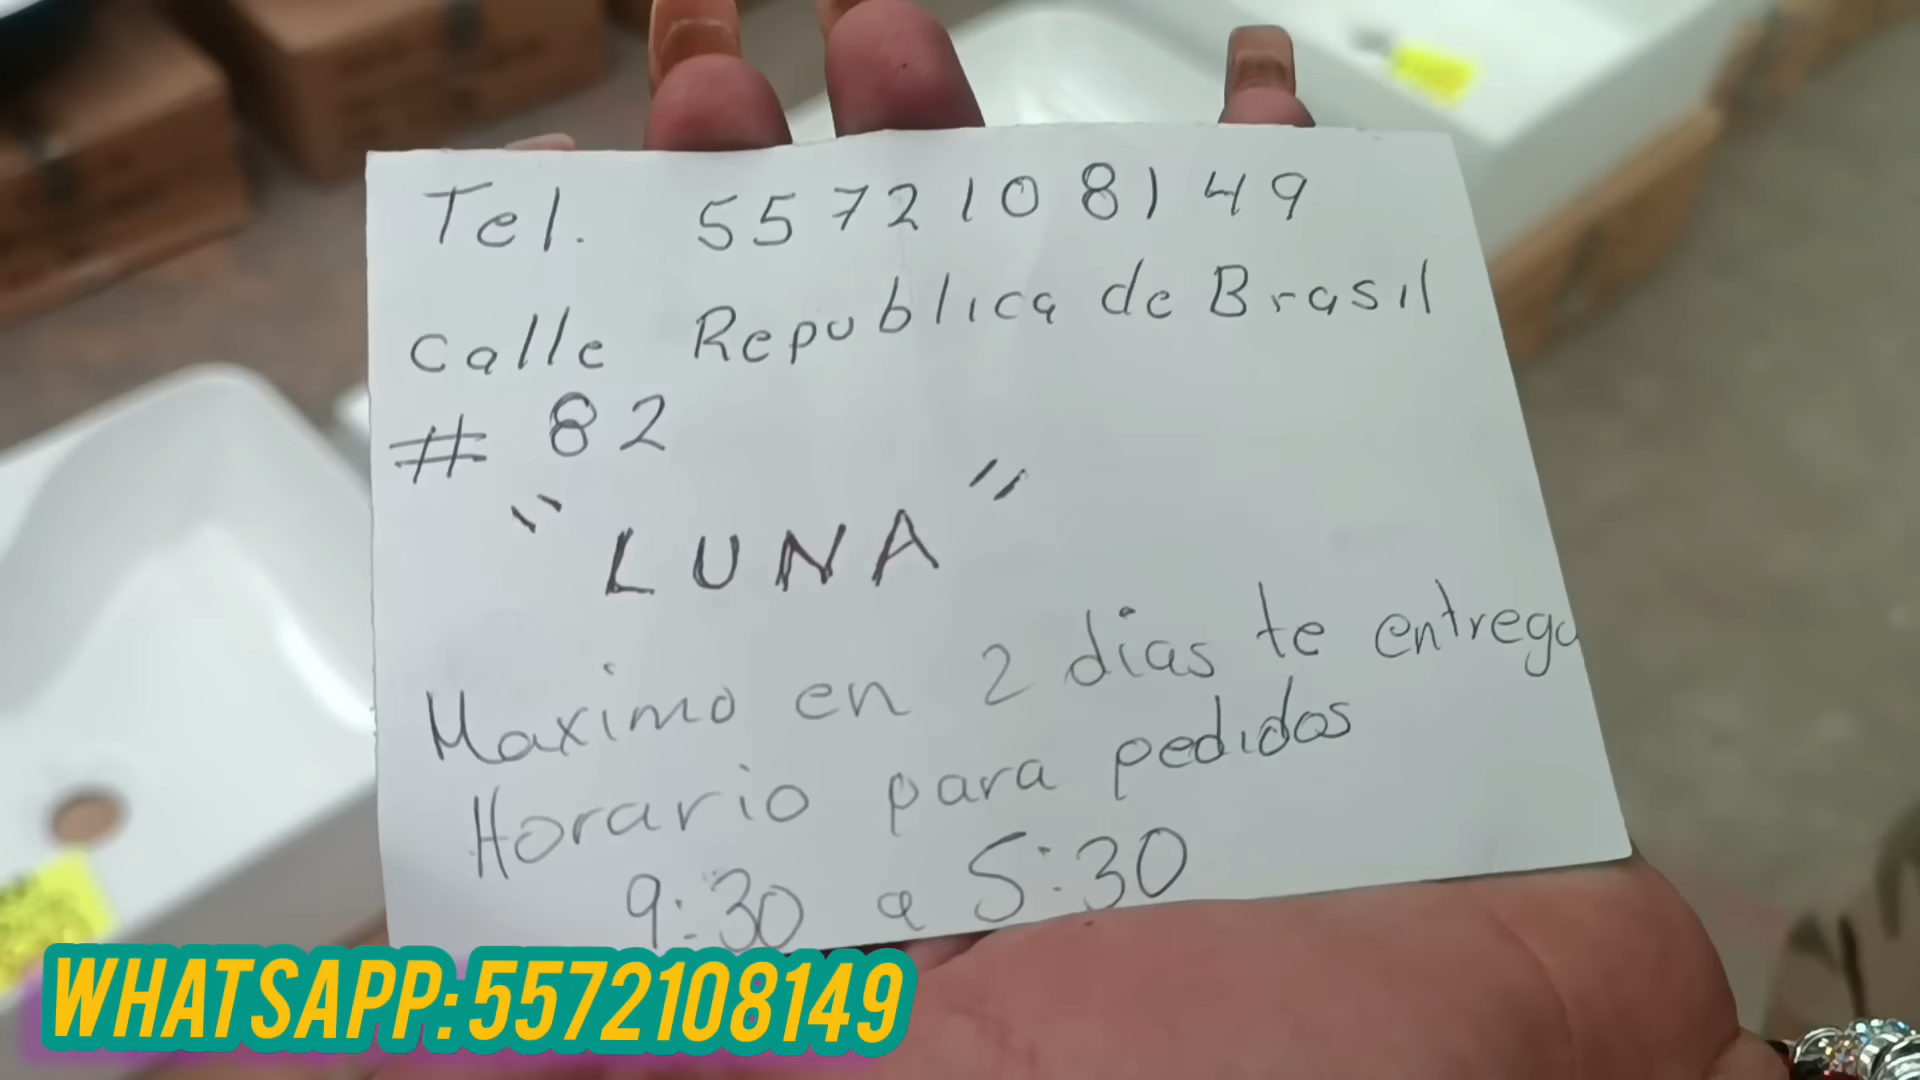 Tel. 5572108149
Calle Republica de Brasil
# 82
"LUNA"
Maximo en 2 dias te entrego
Horario para pedidos
9:30 a 5:30
WHATSAPP:5572108149